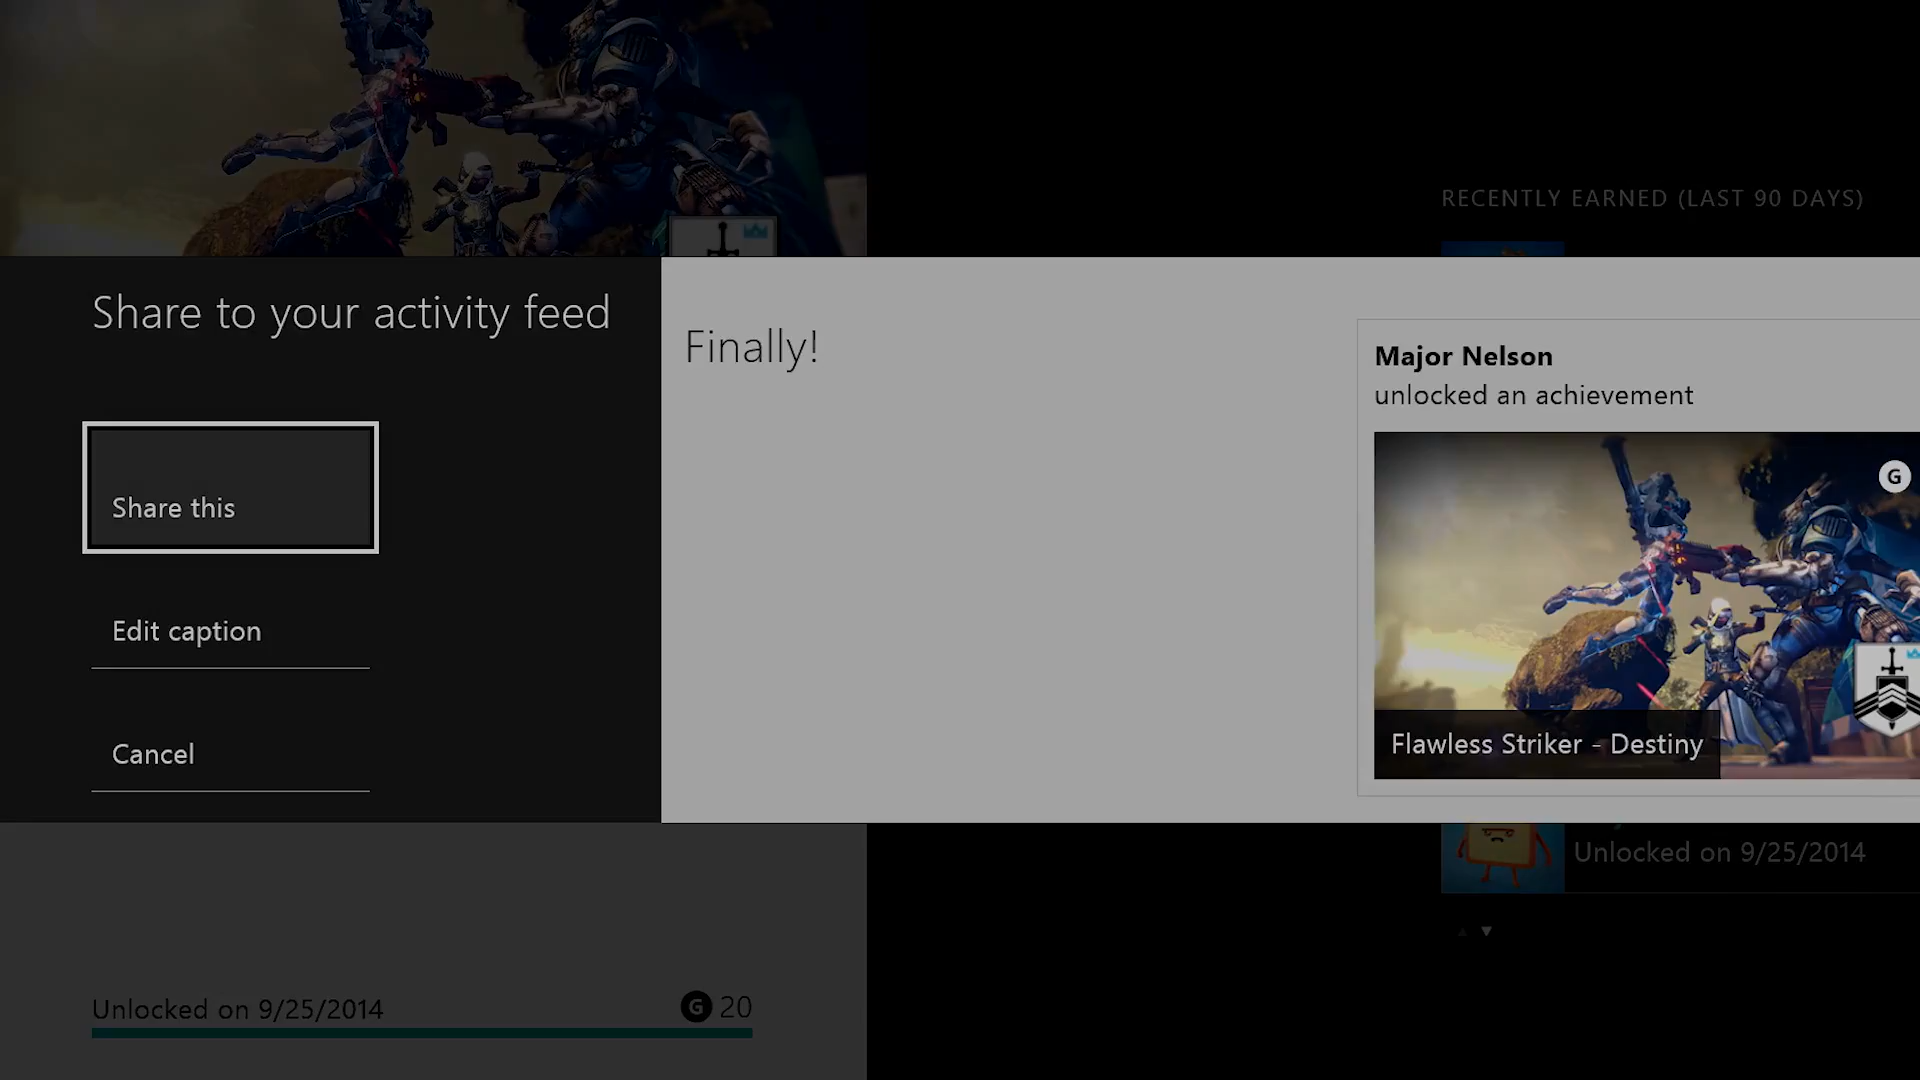 RECENTLY EARNED (LAST 90 DAYS)
Share to your activity feed
Share this
Edit caption
Cancel
Finally!
Major Nelson
unlocked an achievement
G
Flawless Striker - Destiny
Unlocked on 9/25/2014
Unlocked on 9/25/2014
G 20